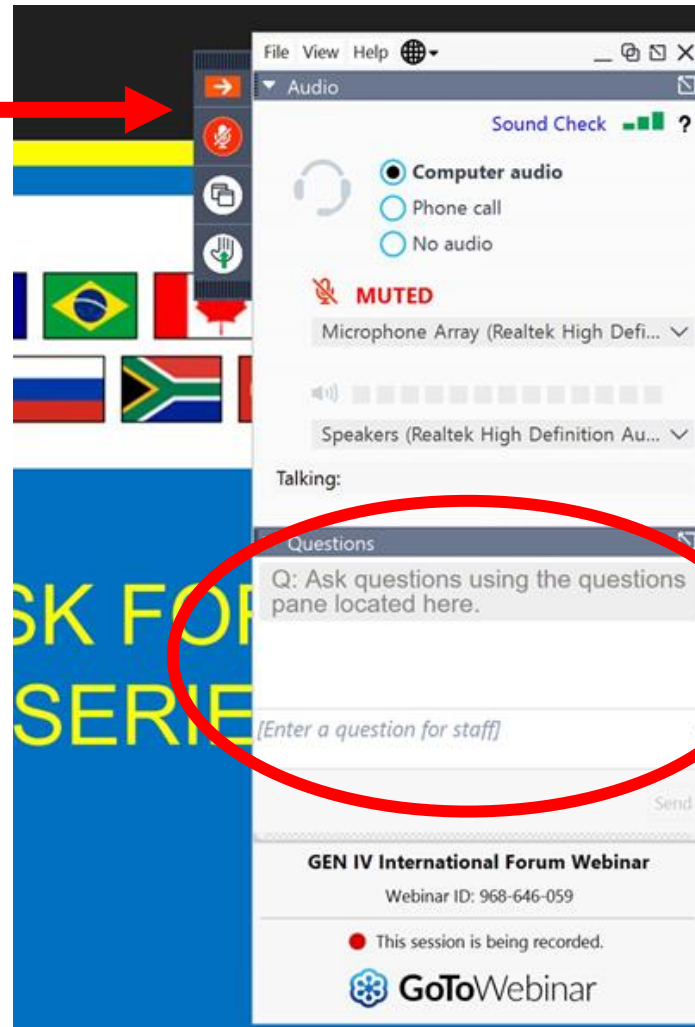 File View Help
Audio
Sound Check ?
Computer audio
Phone call
No audio
MUTED
Microphone Array (Realtek High Defi...
Speakers (Realtek High Definition Au...
Talking:
Questions
Q: Ask questions using the questions
pane located here.
SK FOR
SERIE
[Enter a question for staff]
Send
GEN IV International Forum Webinar
Webinar ID: 968-646-059
This session is being recorded.
GoToWebinar